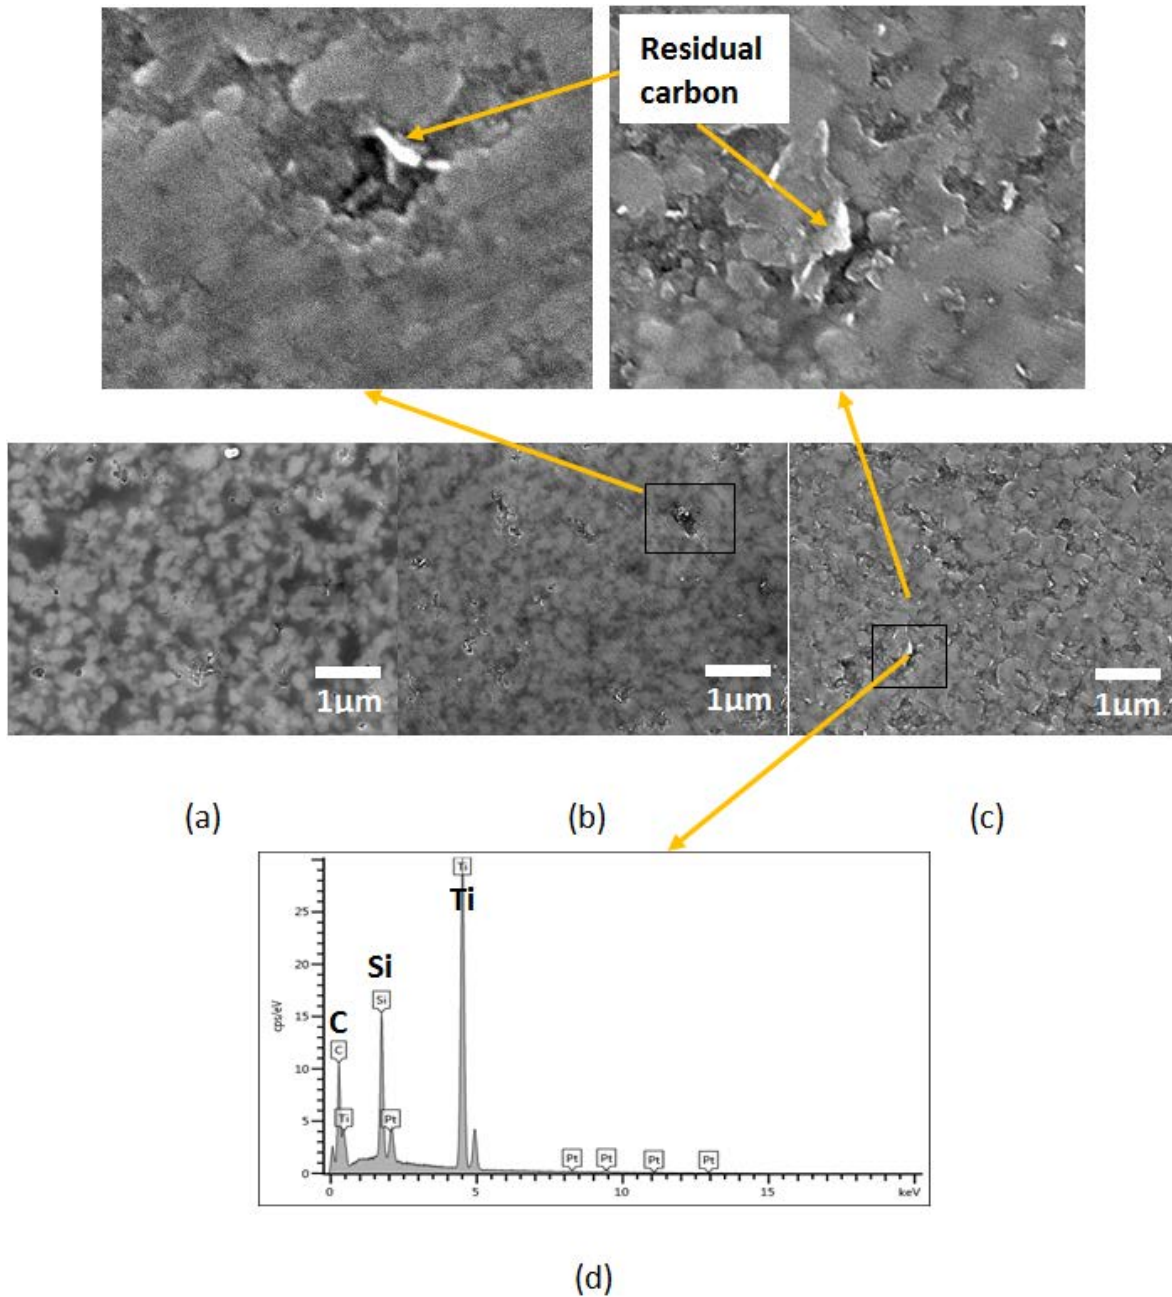 Residual
carbon
1μm
1μm
1μm
(a)
(b)
(c)
Ti
Ti
25
Si
20
Si
cps/eV
15
C
C
10
Ti
Pt
5
Pt
Pt
Pt
Pt
0
0
5
10
15
keV
(d)